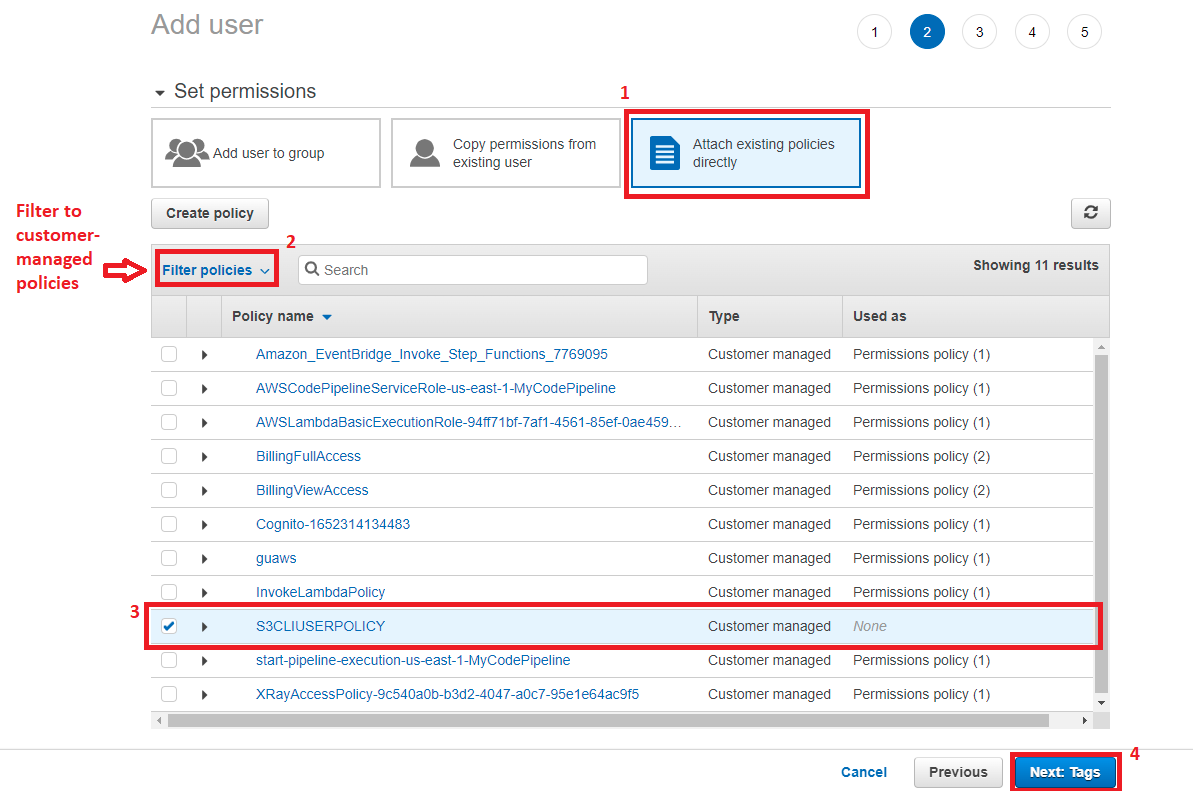 Add user
1 2 3 4 5
Set permissions
1
Add user to group
Copy permissions from
existing user
Attach existing policies
directly
Filter to
customer-
managed
policies
Create policy
2
Filter policies
Search
Showing 11 results
Policy name Type Used as
Amazon_EventBridge_Invoke_Step_Functions_7769095 Customer managed Permissions policy (1)
AWSCodePipelineServiceRole-us-east-1-MyCodePipeline Customer managed Permissions policy (1)
AWSLambdaBasicExecutionRole-94ff71bf-7af1-4561-85ef-0ae459... Customer managed Permissions policy (1)
BillingFullAccess Customer managed Permissions policy (2)
BillingViewAccess Customer managed Permissions policy (2)
Cognito-1652314134483 Customer managed Permissions policy (1)
guaws Customer managed Permissions policy (1)
InvokeLambdaPolicy Customer managed Permissions policy (1)
3
S3CLIUSERPOLICY Customer managed None
start-pipeline-execution-us-east-1-MyCodePipeline Customer managed Permissions policy (1)
XRayAccessPolicy-9c540a0b-b3d2-4047-a0c7-95e1e64ac9f5 Customer managed Permissions policy (1)
4
Cancel Previous Next: Tags